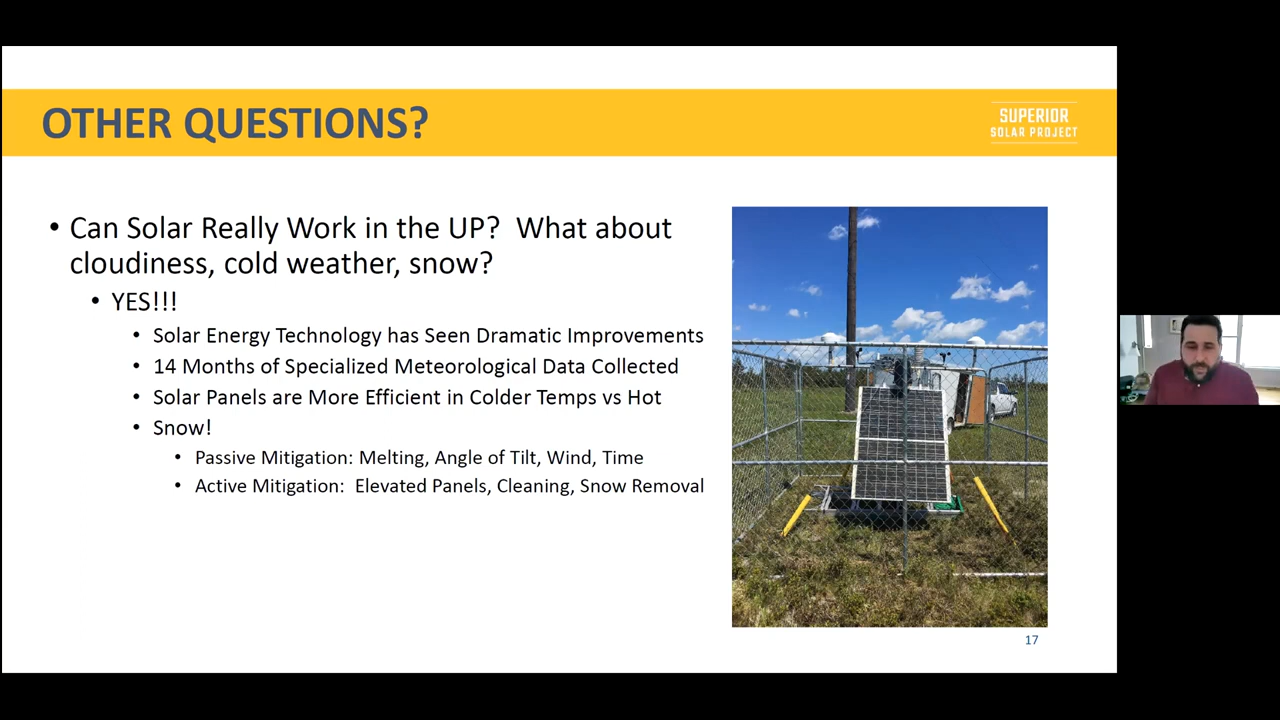 OTHER QUESTIONS?
SUPERIOR
SOLAR PROJECT
• Can Solar Really Work in the UP?  What about
cloudiness, cold weather, snow?
• YES!!!
• Solar Energy Technology has Seen Dramatic Improvements
• 14 Months of Specialized Meteorological Data Collected
• Solar Panels are More Efficient in Colder Temps vs Hot
• Snow!
• Passive Mitigation: Melting, Angle of Tilt, Wind, Time
• Active Mitigation:  Elevated Panels, Cleaning, Snow Removal
17